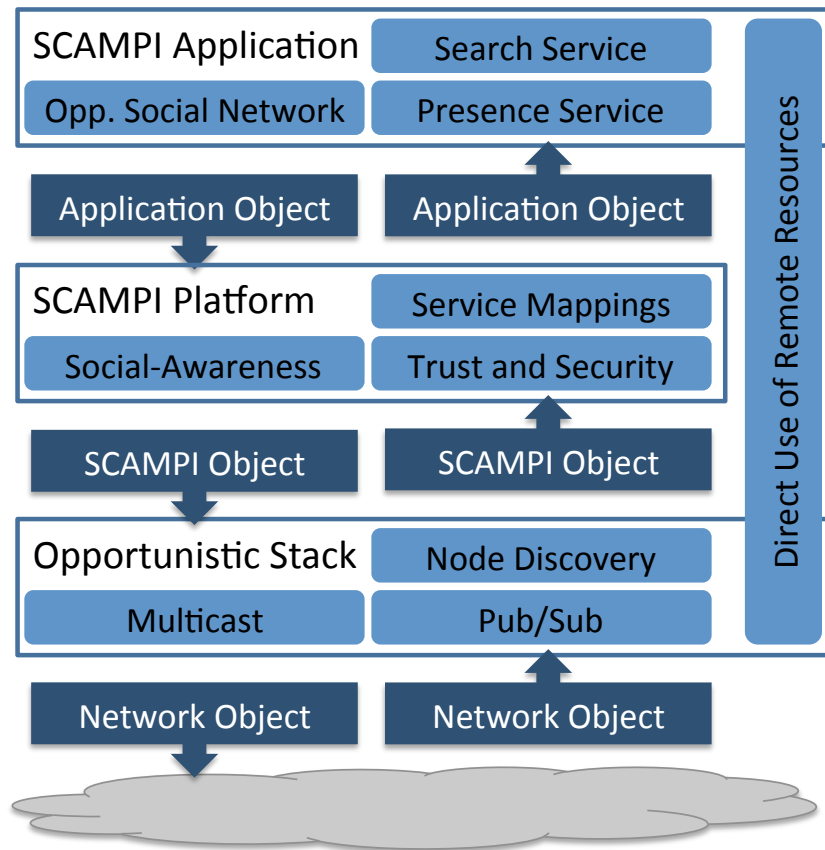 SCAMPI Application
Search Service
Opp. Social Network
Presence Service
Application Object
Application Object
SCAMPI Platform
Service Mappings
Social-Awareness
Trust and Security
SCAMPI Object
SCAMPI Object
Opportunistic Stack
Node Discovery
Multicast
Pub/Sub
Network Object
Network Object
Direct Use of Remote Resources